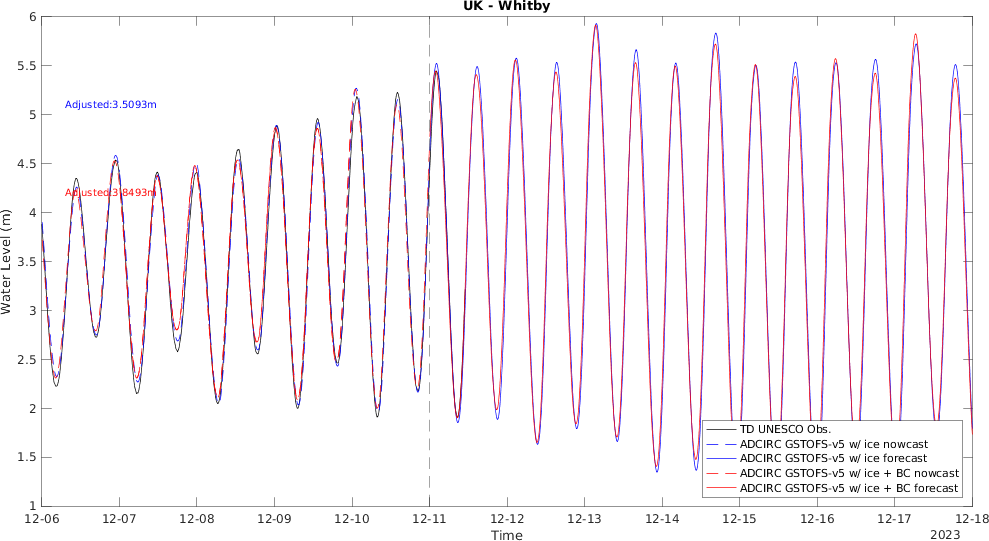 UK - Whitby
6
5.5
5
4.5
4
3.5
3
2.5
2
1.5
1
Water Level (m)
Adjusted:3.5093m
Adjusted:3.8493m
TD UNESCO Obs.
ADCIRC GSTOFS-v5 w/ ice nowcast
ADCIRC GSTOFS-v5 w/ ice forecast
ADCIRC GSTOFS-v5 w/ ice + BC nowcast
ADCIRC GSTOFS-v5 w/ ice + BC forecast
12-06 12-07 12-08 12-09 12-10 12-11 12-12 12-13 12-14 12-15 12-16 12-17 12-18
Time
2023